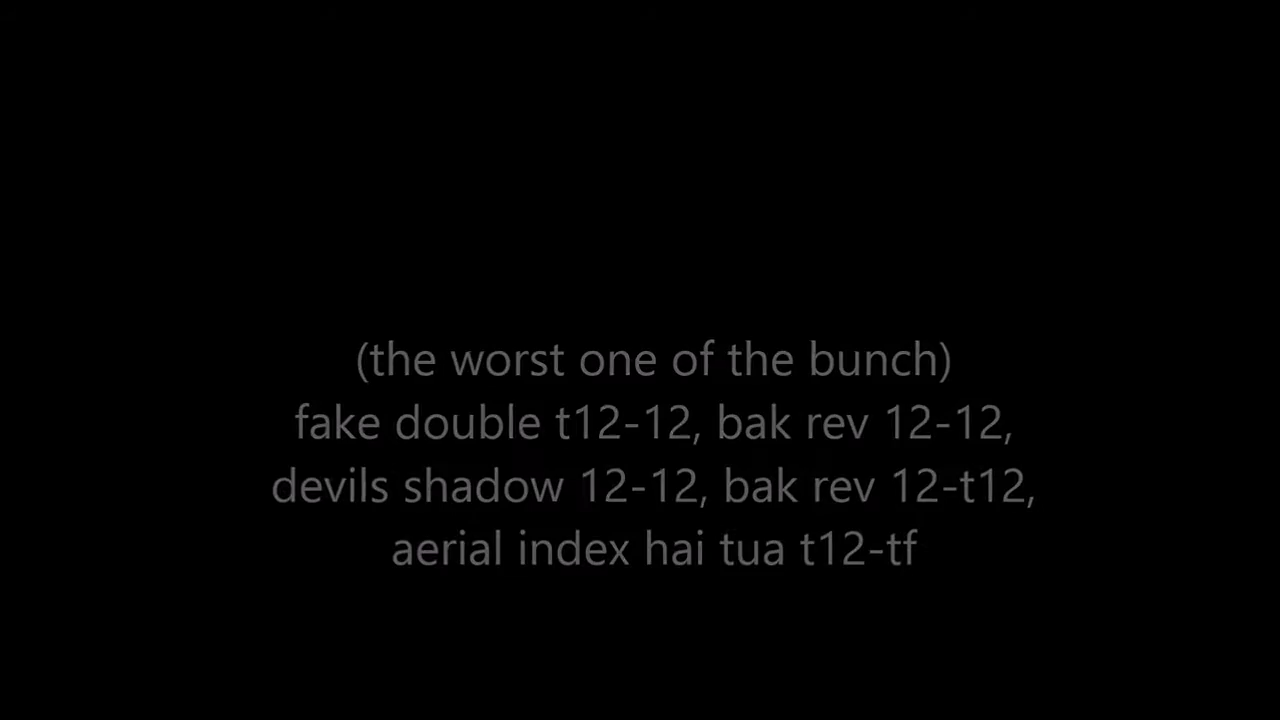 (the worst one of the bunch)
fake double t12-12, bak rev 12-12,
devils shadow 12-12, bak rev 12-t12,
aerial index hai tua t12-tf